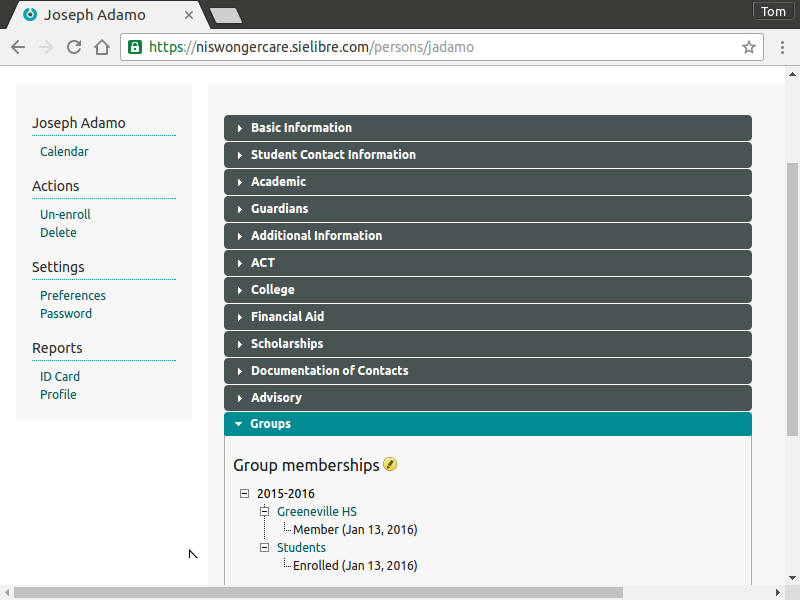 Joseph Adamo
Tom
https://niswongercare.sielibre.com/persons/jadamo
Joseph Adamo
Calendar
Actions
Un-enroll
Delete
Settings
Preferences
Password
Reports
ID Card
Profile
Basic Information
Student Contact Information
Academic
Guardians
Additional Information
ACT
College
Financial Aid
Scholarships
Documentation of Contacts
Advisory
Groups
Group memberships
2015-2016
Greeneville HS
Member (Jan 13, 2016)
Students
Enrolled (Jan 13, 2016)